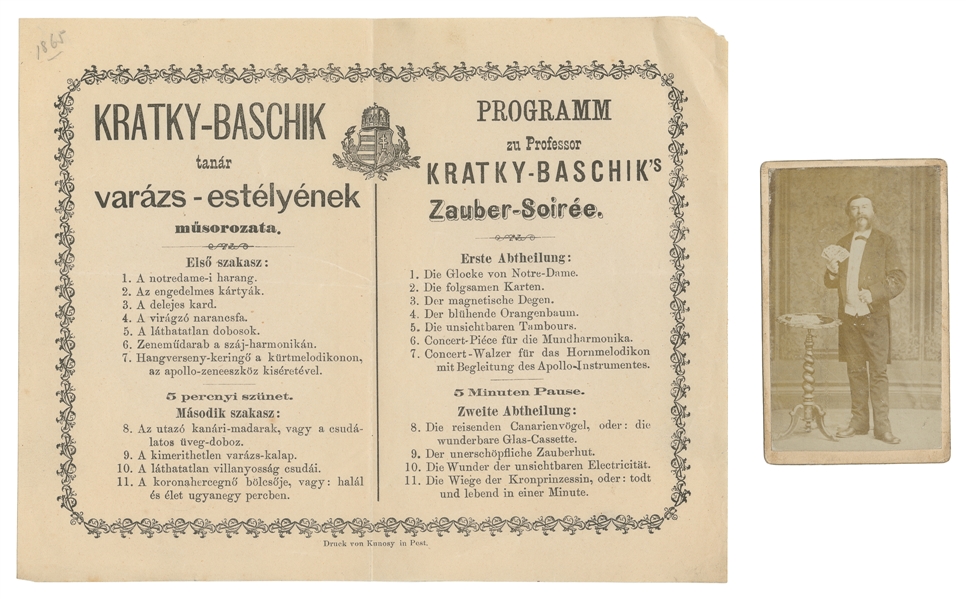 1865
KRATKY-BASCHIK
tanár
varázs-estélyének
műsorozata.
Első szakasz:
1. A notredame-i harang.
2. Az engedelmes kártyák.
3. A delejes kard.
4. A virágzó narancsfa.
5. A láthatatlan dobosok.
6. Zeneműdarab a száj-harmonikán.
7. Hangverseny-keringő a kürtmelodikonon,
az apollo-zeneeszköz kiséretével.
5 percnyi szünet.
Második szakasz:
8. Az utazó kanári-madarak, vagy a csudá-
latos üveg-doboz.
9. A kimerithetlen varázs-kalap.
10. A láthatatlan villanyosság csudái.
11. A koronahercegnő bölcsője, vagy: halál
és élet ugyanegy perczben.
PROGRAMM
zu Professor
KRATKY-BASCHIK'S
Zauber-Soirée.
Erste Abtheilung:
1. Die Glocke von Notre-Dame.
2. Die folgsamen Karten.
3. Der magnetische Degen.
4. Der blühende Orangenbaum.
5. Die unsichtbaren Tambours.
6. Concert-Piéce für die Mundharmonika.
7. Concert-Walzer für das Hornmelodikon
mit Begleitung des Apollo-Instrumentes.
5 Minuten Pause.
Zweite Abtheilung:
8. Die reisenden Canarienvögel, oder: die
wunderbare Glas-Cassette.
9. Der unerschöpfliche Zauberhut.
10. Die Wunder der unsichtbaren Electricität.
11. Die Wiege der Kronprinzessin, oder: todt
und lebend in einer Minute.
Druck von Konosy in Pest.